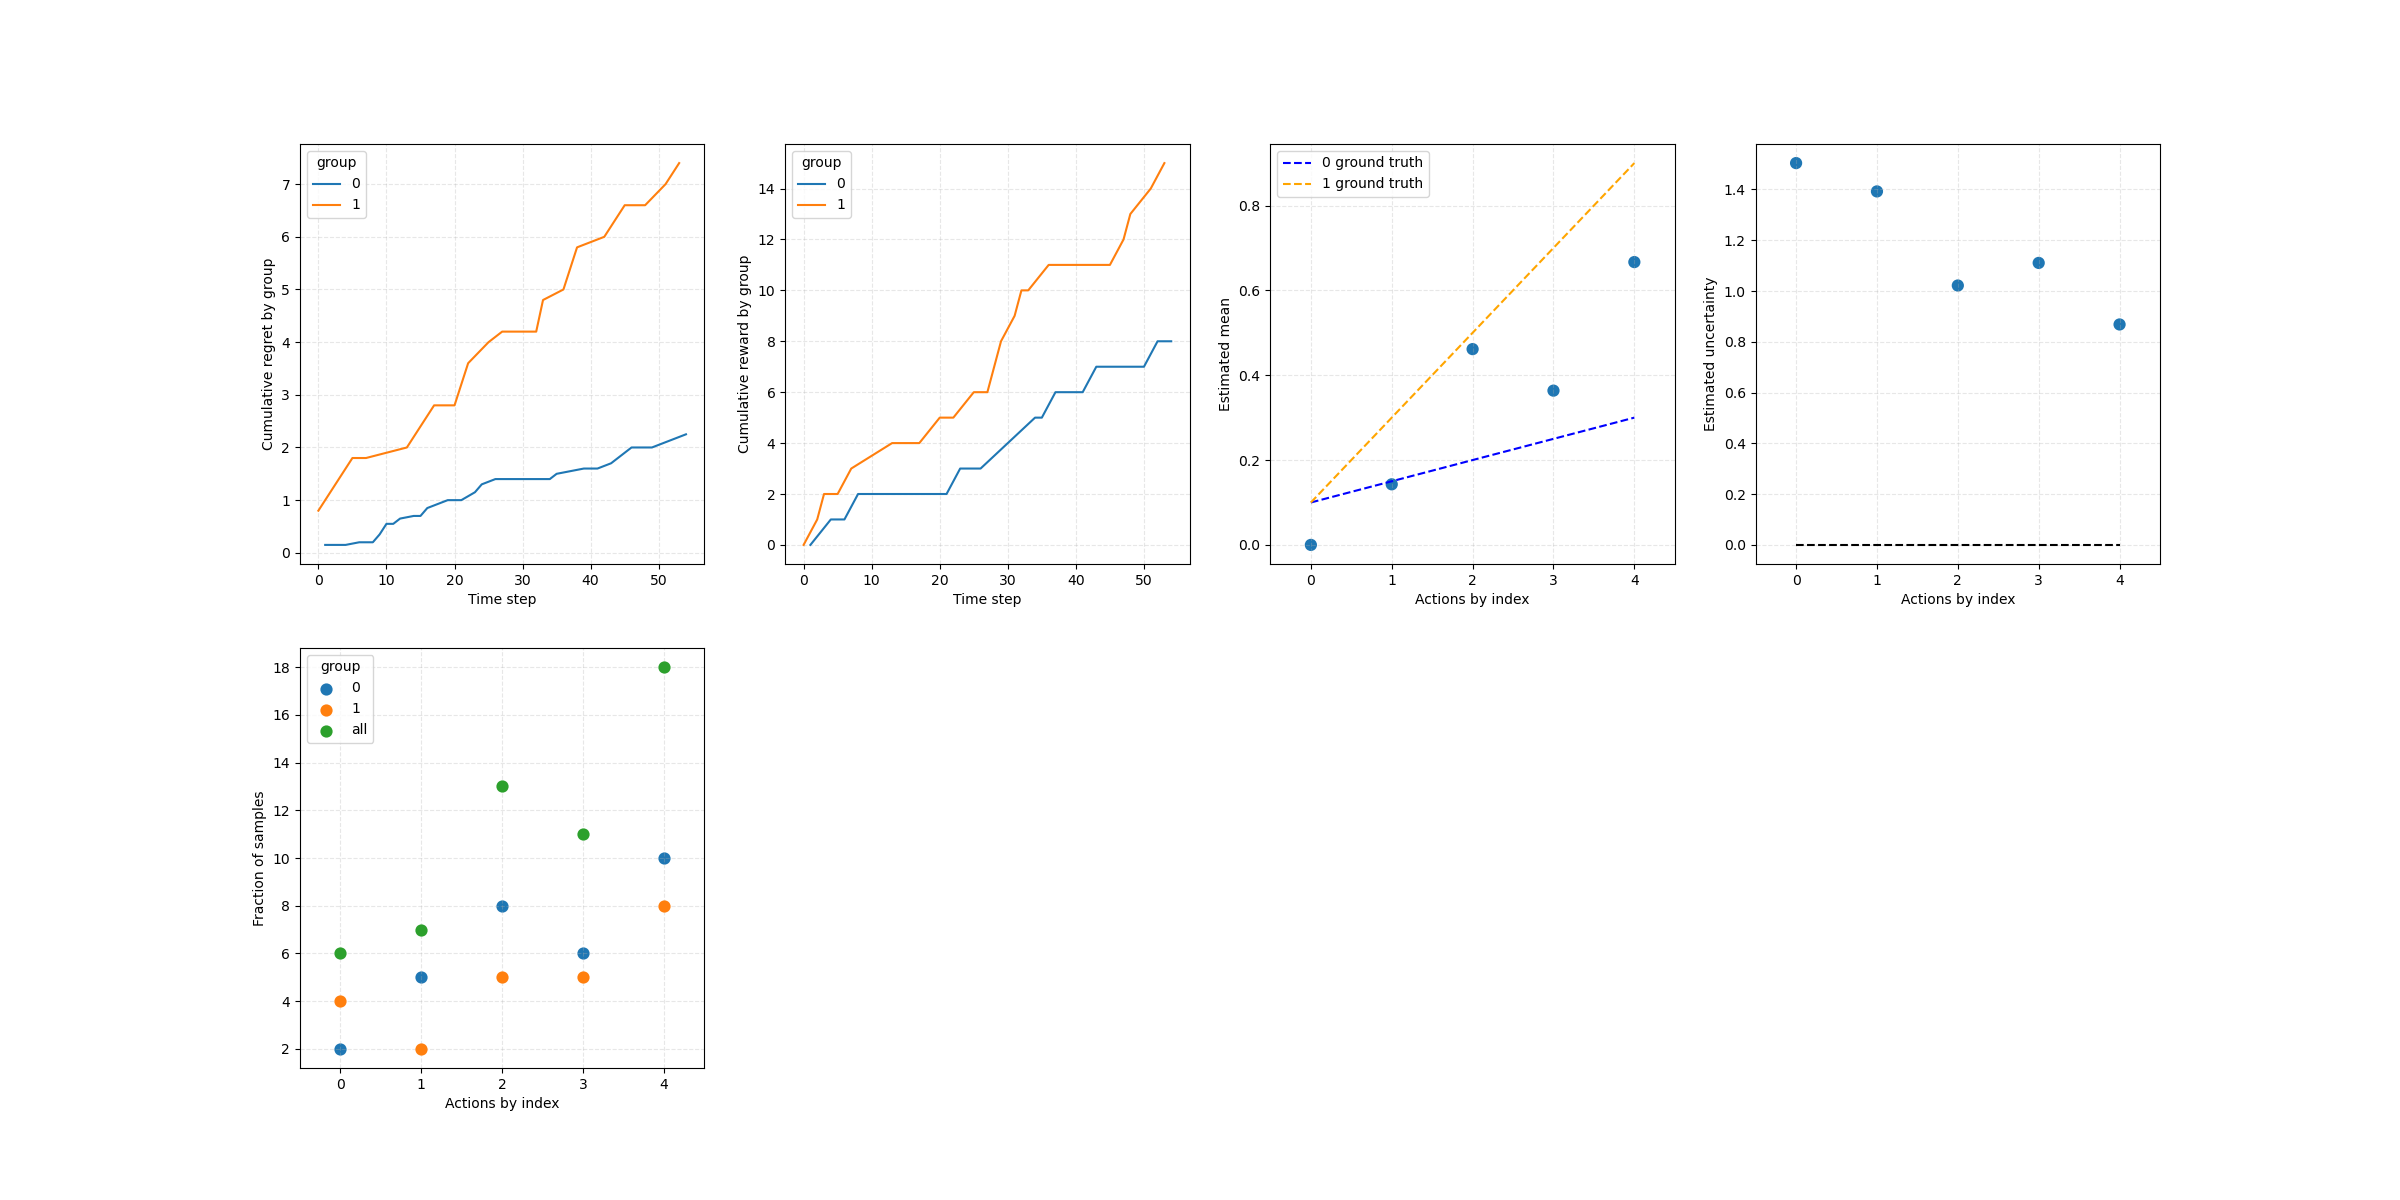 group
0
1
7
6
5
4
3
2
1
0
Cumulative regret by group
0 10 20 30 40 50
Time step
group
0
1
14
12
10
8
6
4
2
0
Cumulative reward by group
0 10 20 30 40 50
Time step
0 ground truth
1 ground truth
0.8
0.6
0.4
0.2
0.0
Estimated mean
0 1 2 3 4
Actions by index
1.4
1.2
1.0
0.8
0.6
0.4
0.2
0.0
Estimated uncertainty
0 1 2 3 4
Actions by index
group
0
1
all
18
16
14
12
10
8
6
4
2
Fraction of samples
0 1 2 3 4
Actions by index